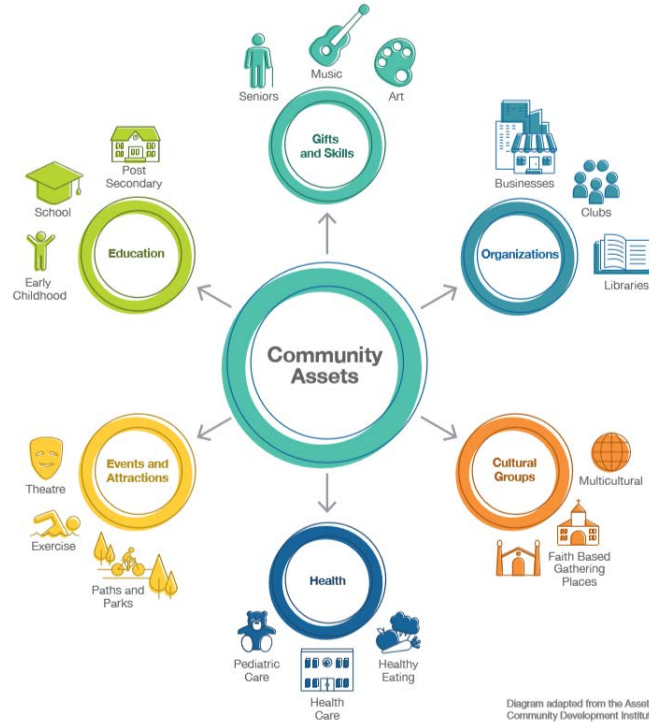 Seniors
Music
Art
Gifts
and Skills
Post
Secondary
School
Early
Childhood
Education
Businesses
Clubs
Libraries
Organizations
Community
Assets
Theatre
Exercise
Paths and
Parks
Events and
Attractions
Cultural
Groups
Multicultural
Faith Based
Gathering
Places
Health
Pediatric
Care
Health
Care
Healthy
Eating
Diagram adapted from the Asset
Community Development Institut